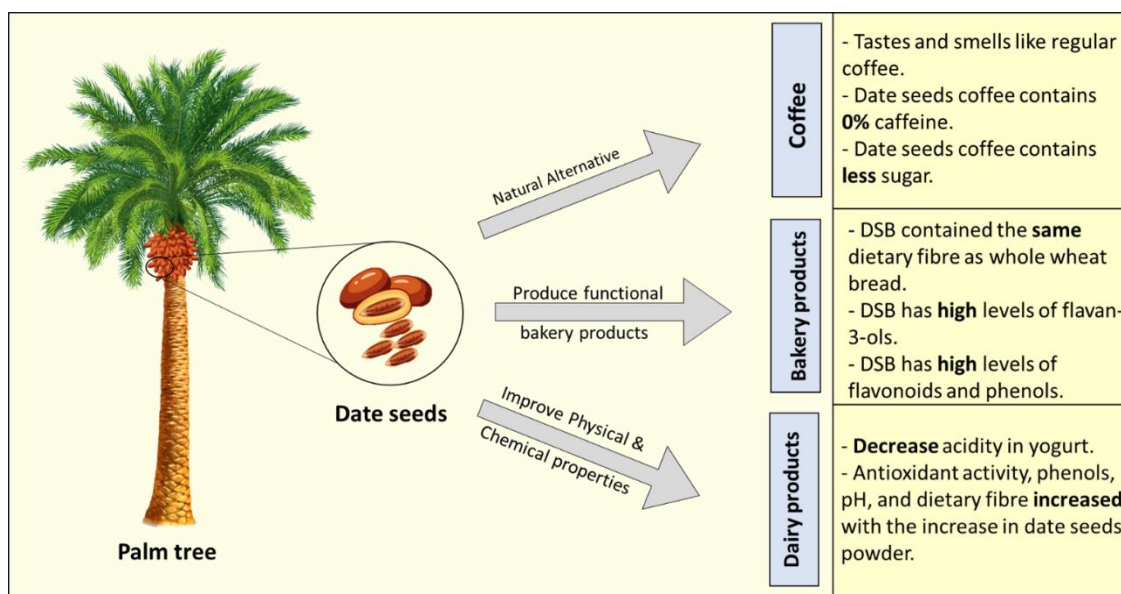 Palm tree
Date seeds
Natural Alternative
Produce functional
bakery products
Improve Physical &
Chemical properties
Coffee
- Tastes and smells like regular
coffee.
- Date seeds coffee contains
0% caffeine.
- Date seeds coffee contains
less sugar.
Bakery products
- DSB contained the same
dietary fibre as whole wheat
bread.
- DSB has high levels of flavan-
3-ols.
- DSB has high levels of
flavonoids and phenols.
Dairy products
- Decrease acidity in yogurt.
- Antioxidant activity, phenols,
pH, and dietary fibre increased
with the increase in date seeds
powder.